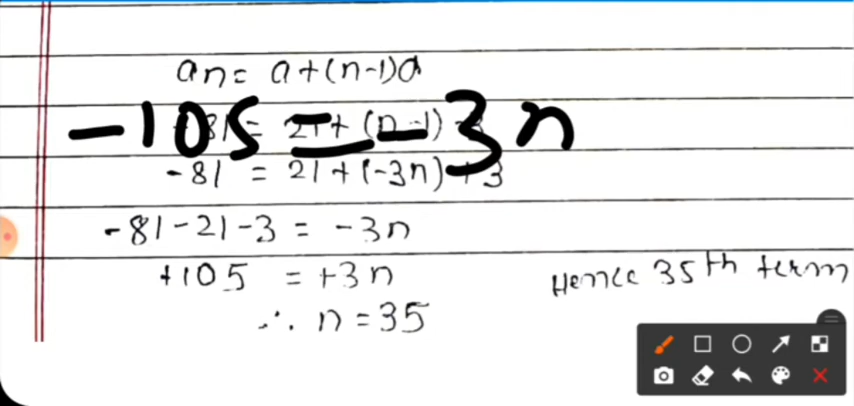 an = a+(n-1)d
-105 = -3n
81 = 21+ (n-1)
-81 = 21+(-3n)+3
-81-21-3 = -3n
+105 = +3n
Hence 35th term
∴ n = 35